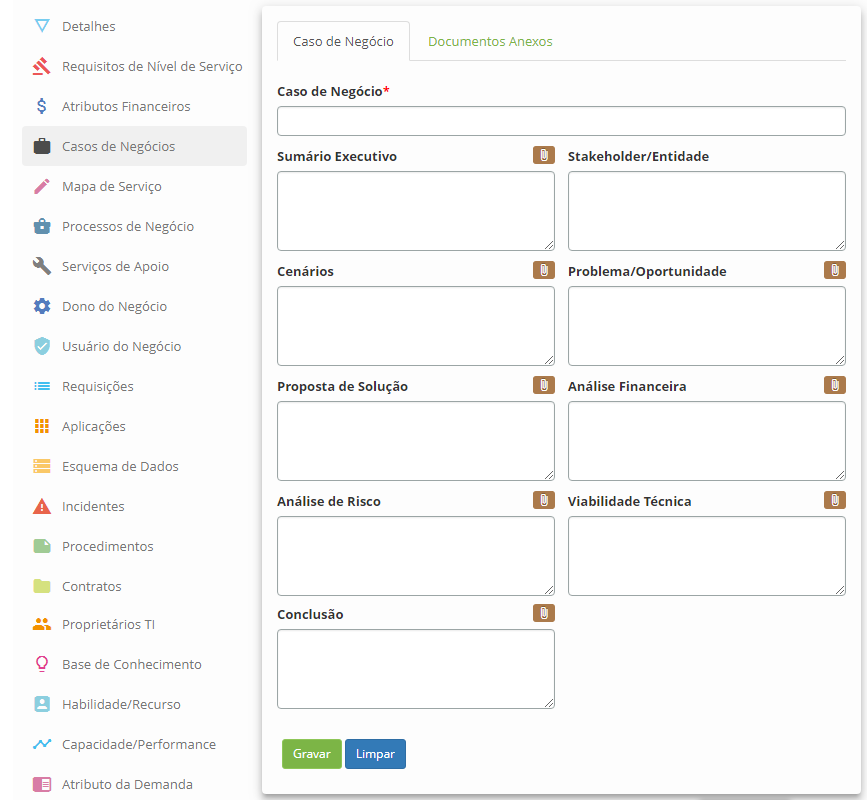 Detalhes
Requisitos de Nível de Serviço
Atributos Financeiros
Casos de Negócios
Mapa de Serviço
Processos de Negócio
Serviços de Apoio
Dono do Negócio
Usuário do Negócio
Requisições
Aplicações
Esquema de Dados
Incidentes
Procedimentos
Contratos
Proprietários TI
Base de Conhecimento
Habilidade/Recurso
Capacidade/Performance
Atributo da Demanda
Caso de Negócio Documentos Anexos
Caso de Negócio*
Sumário Executivo Stakeholder/Entidade
Cenários Problema/Oportunidade
Proposta de Solução Análise Financeira
Análise de Risco Viabilidade Técnica
Conclusão
Gravar Limpar